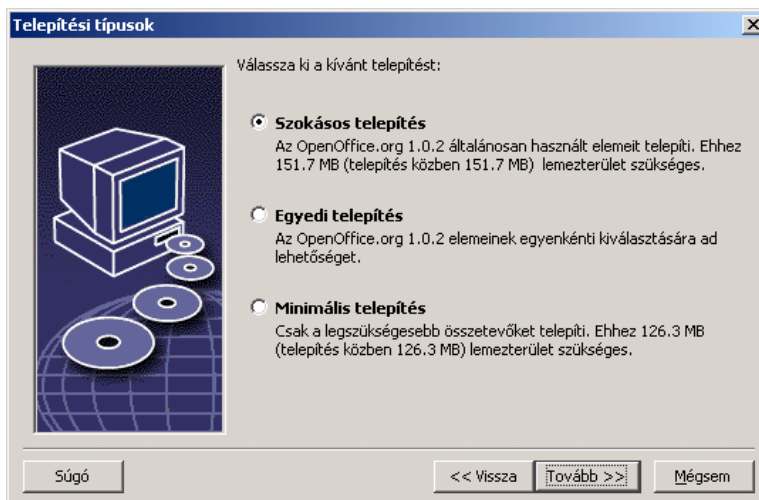 Telepítési típusok
Válassza ki a kívánt telepítést:
Szokásos telepítés
Az OpenOffice.org 1.0.2 általánosan használt elemeit telepíti. Ehhez
151.7 MB (telepítés közben 151.7 MB) lemezterület szükséges.
Egyedi telepítés
Az OpenOffice.org 1.0.2 elemeinek egyenkénti kiválasztására ad
lehetőséget.
Minimális telepítés
Csak a legszükségesebb összetevőket telepíti. Ehhez 126.3 MB
(telepítés közben 126.3 MB) lemezterület szükséges.
Súgó
<< Vissza
Tovább >>
Mégsem